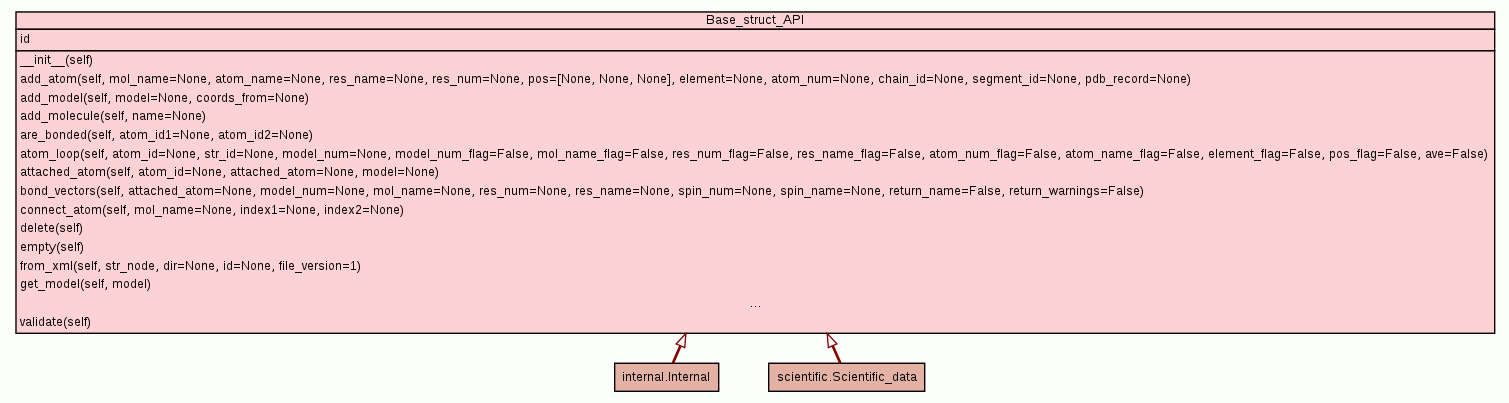 Base_struct_API
id
__init__(self)
add_atom(self, mol_name=None, atom_name=None, res_name=None, res_num=None, pos=[None, None, None], element=None, atom_num=None, chain_id=None, segment_id=None, pdb_record=None)
add_model(self, model=None, coords_from=None)
add_molecule(self, name=None)
are_bonded(self, atom_id1=None, atom_id2=None)
atom_loop(self, atom_id=None, str_id=None, model_num=None, model_num_flag=False, mol_name_flag=False, res_num_flag=False, res_name_flag=False, atom_num_flag=False, atom_name_flag=False, element_flag=False, pos_flag=False, ave=False)
attached_atom(self, atom_id=None, attached_atom=None, model=None)
bond_vectors(self, attached_atom=None, model_num=None, mol_name=None, res_num=None, res_name=None, spin_num=None, spin_name=None, return_name=False, return_warnings=False)
connect_atom(self, mol_name=None, index1=None, index2=None)
delete(self)
empty(self)
from_xml(self, str_node, dir=None, id=None, file_version=1)
get_model(self, model)
...
validate(self)
internal.Internal
scientific.Scientific_data